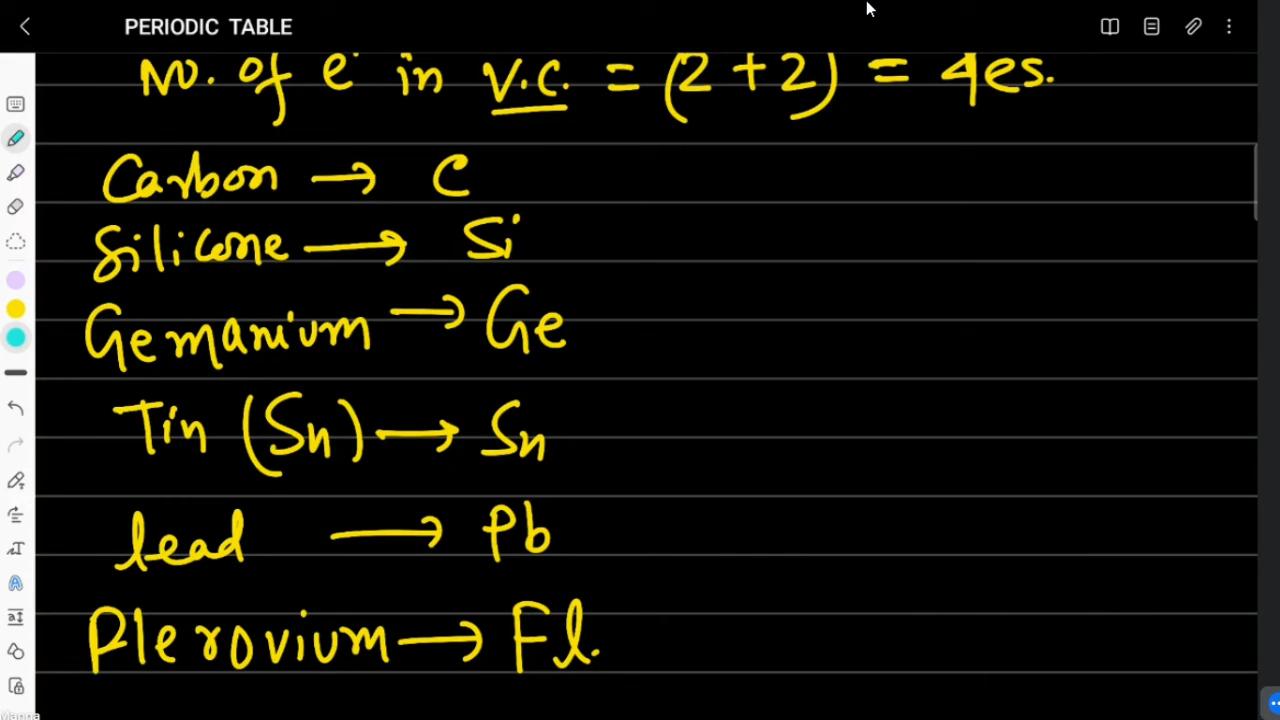 PERIODIC TABLE
No. of e⁻ in V.C. = (2 + 2) = 4es.
Carbon → C
Silicone → Si
Gemanium → Ge
Tin (Sn) → Sn
lead → Pb
Plerovium → Fl.